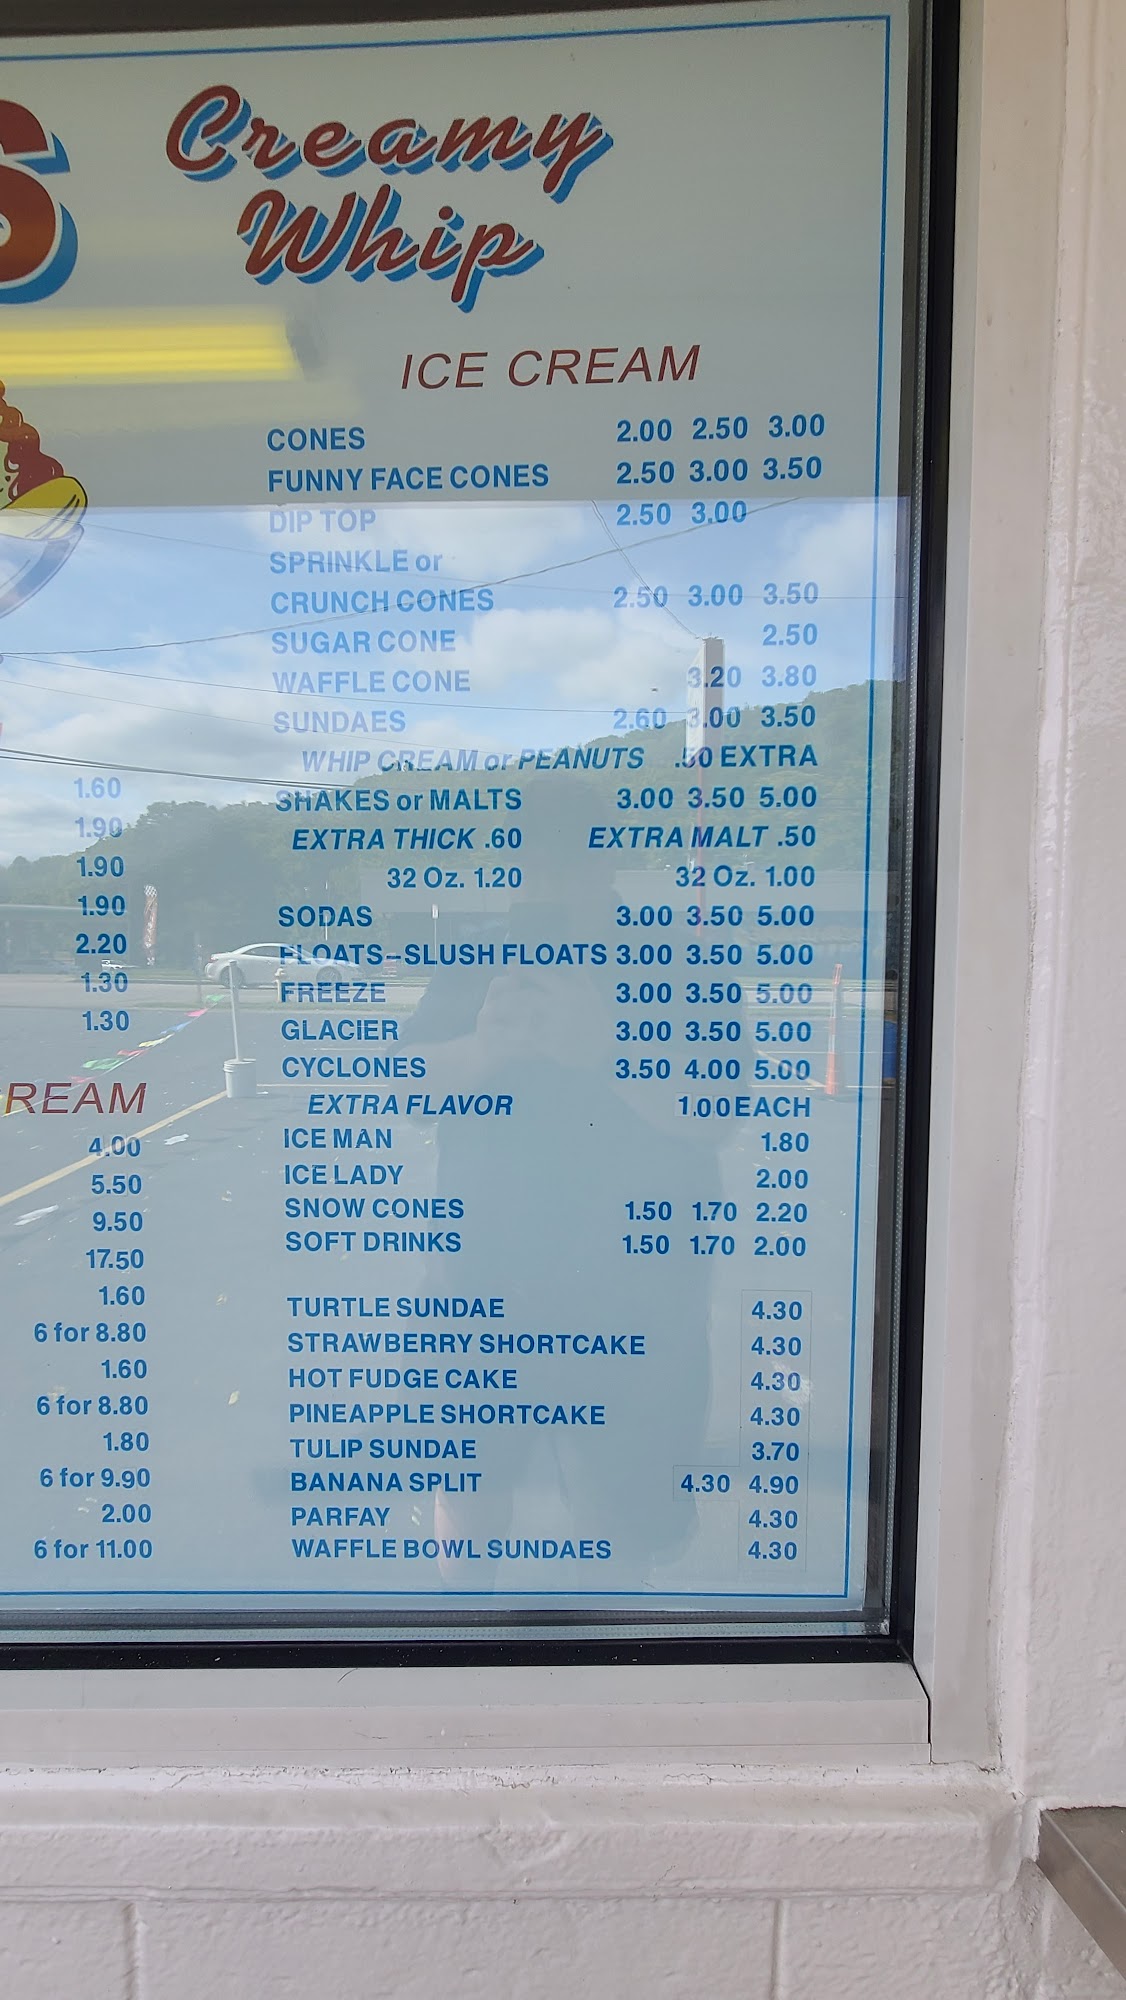 S
Creamy
Whip
ICE CREAM
CONES 2.00 2.50 3.00
FUNNY FACE CONES 2.50 3.00 3.50
DIP TOP 2.50 3.00
SPRINKLE or
CRUNCH CONES 2.50 3.00 3.50
SUGAR CONE 2.50
WAFFLE CONE 3.20 3.80
SUNDAES 2.60 3.00 3.50
WHIP CREAM or PEANUTS .50 EXTRA
SHAKES or MALTS 3.00 3.50 5.00
EXTRA THICK .60 EXTRA MALT .50
32 Oz. 1.20 32 Oz. 1.00
SODAS 3.00 3.50 5.00
FLOATS-SLUSH FLOATS 3.00 3.50 5.00
FREEZE 3.00 3.50 5.00
GLACIER 3.00 3.50 5.00
CYCLONES 3.50 4.00 5.00
EXTRA FLAVOR 1.00 EACH
ICE MAN 1.80
ICE LADY 2.00
SNOW CONES 1.50 1.70 2.20
SOFT DRINKS 1.50 1.70 2.00
TURTLE SUNDAE 4.30
STRAWBERRY SHORTCAKE 4.30
HOT FUDGE CAKE 4.30
PINEAPPLE SHORTCAKE 4.30
TULIP SUNDAE 3.70
BANANA SPLIT 4.30 4.90
PARFAY 4.30
WAFFLE BOWL SUNDAES 4.30
1.60
1.90
1.90
1.90
2.20
1.30
1.30
REAM
4.00
5.50
9.50
17.50
1.60
6 for 8.80
1.60
6 for 8.80
1.80
6 for 9.90
2.00
6 for 11.00